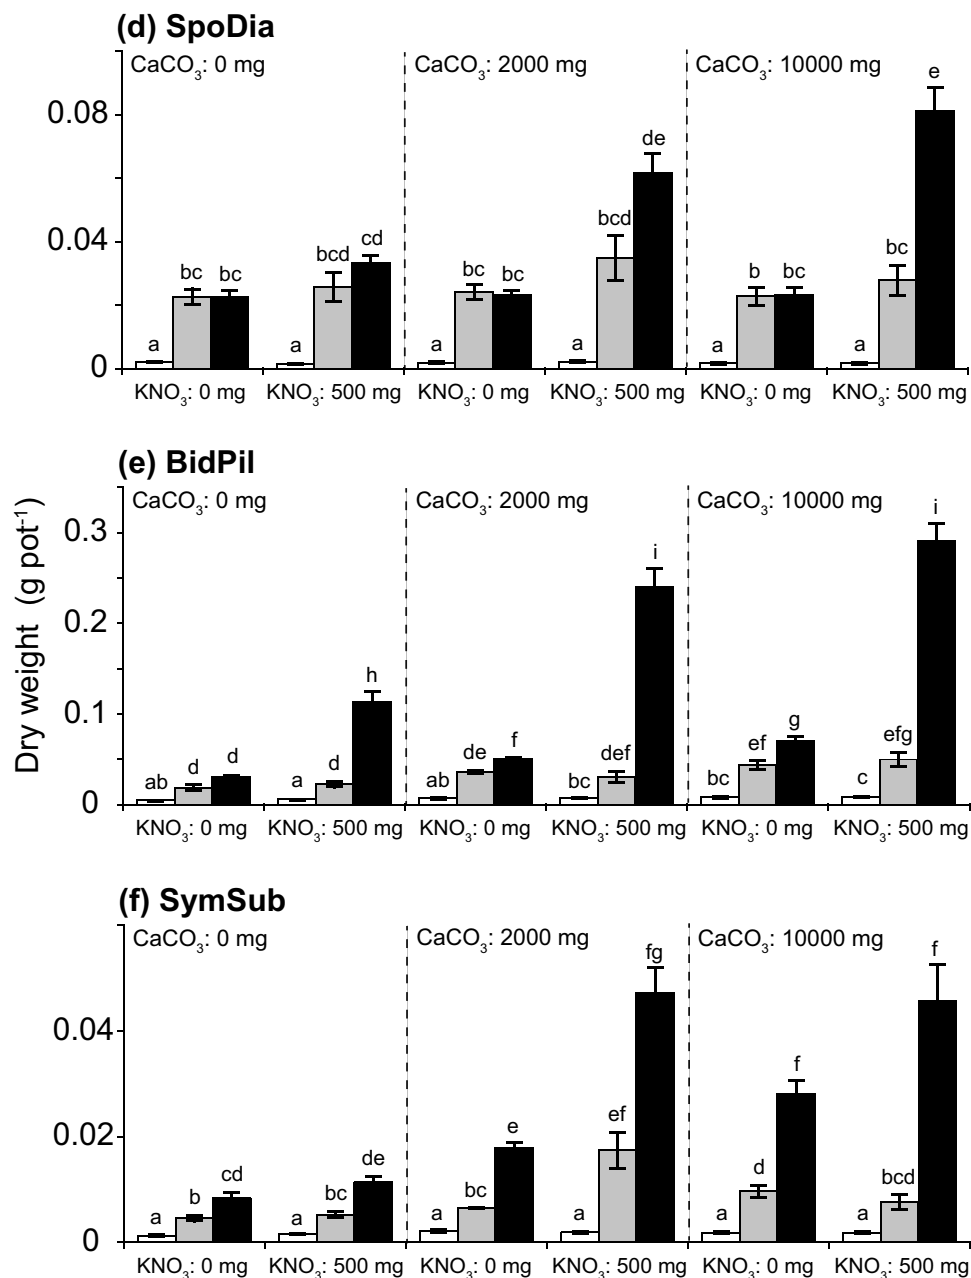 (d) SpoDia
CaCO₃: 0 mg CaCO₃: 2000 mg CaCO₃: 10000 mg
0.08
0.04
0
a bc bc a bcd cd a bc bc a bcd de a b bc a bc e
KNO₃: 0 mg KNO₃: 500 mg KNO₃: 0 mg KNO₃: 500 mg KNO₃: 0 mg KNO₃: 500 mg
(e) BidPil
Dry weight (g pot⁻¹)
CaCO₃: 0 mg CaCO₃: 2000 mg CaCO₃: 10000 mg
0.3
0.2
0.1
0
ab d d a d h ab de f bc def i bc ef g c efg i
KNO₃: 0 mg KNO₃: 500 mg KNO₃: 0 mg KNO₃: 500 mg KNO₃: 0 mg KNO₃: 500 mg
(f) SymSub
CaCO₃: 0 mg CaCO₃: 2000 mg CaCO₃: 10000 mg
0.04
0.02
0
a b cd a bc de a bc e a ef fg a d f a bcd f
KNO₃: 0 mg KNO₃: 500 mg KNO₃: 0 mg KNO₃: 500 mg KNO₃: 0 mg KNO₃: 500 mg